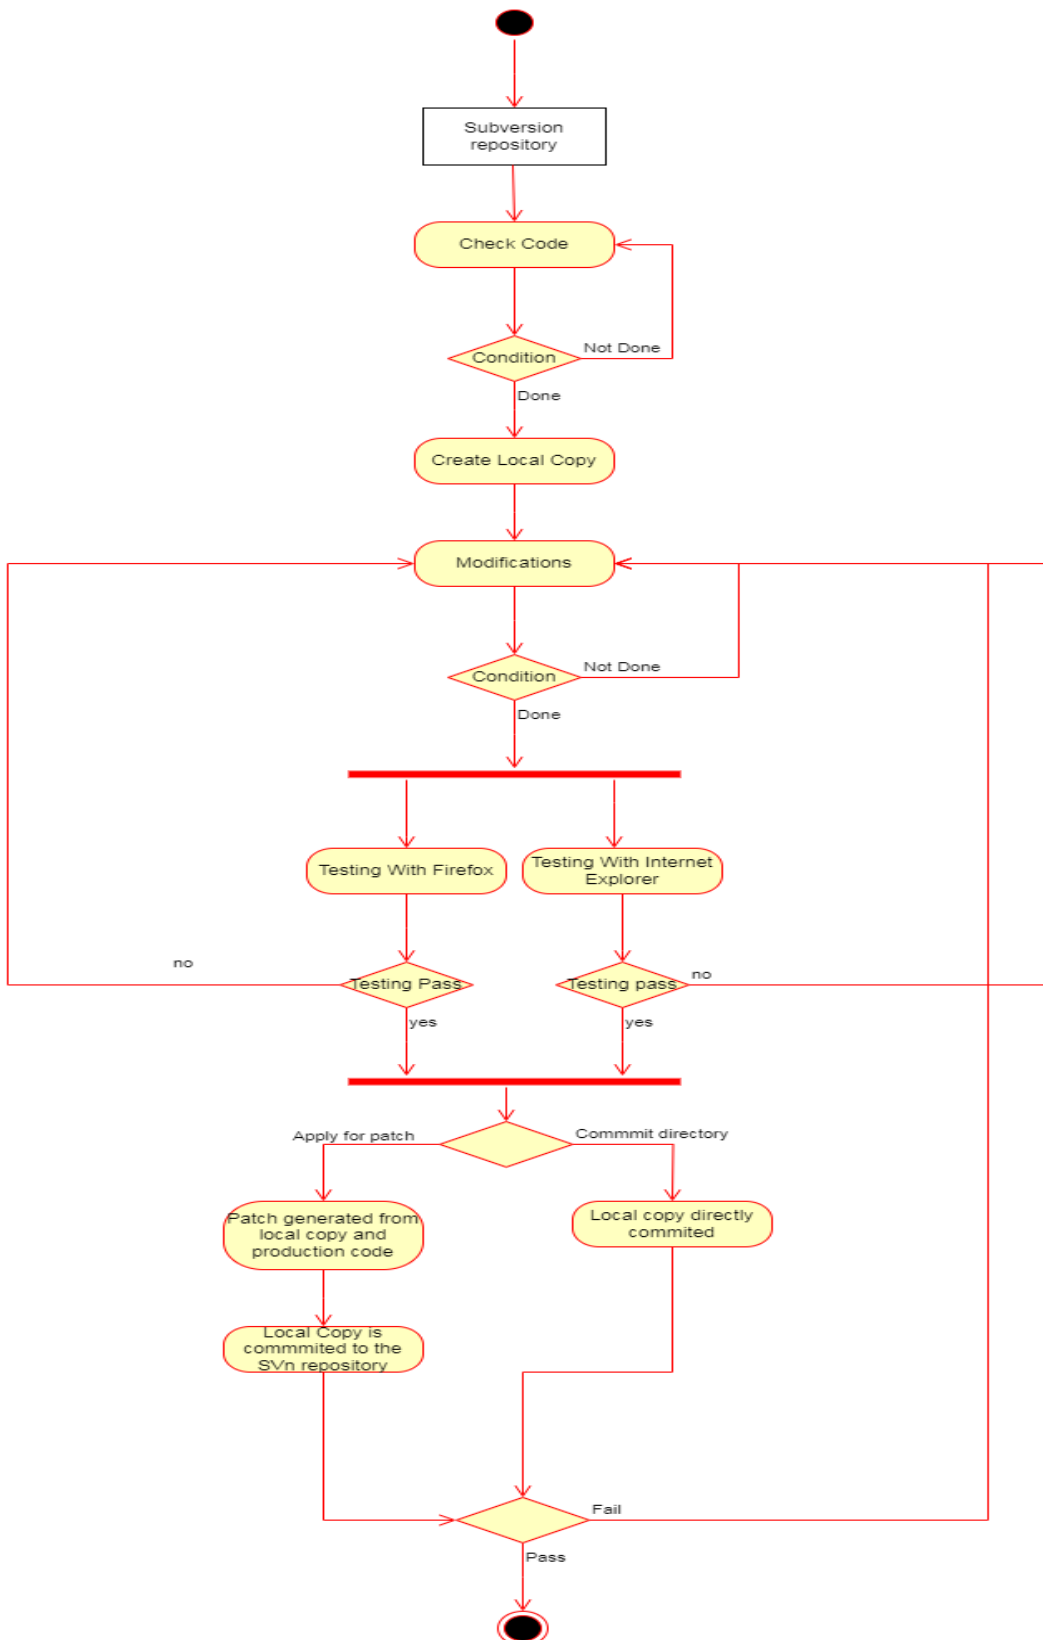 Subversion
repository
Check Code
Condition
Not Done
Done
Create Local Copy
Modifications
Condition
Not Done
Done
Testing With Firefox
Testing With Internet
Explorer
no
Testing Pass
Testing pass
no
yes
yes
Apply for patch
Commmit directory
Patch generated from
local copy and
production code
Local copy directly
commited
Local Copy is
commmited to the
SVn repository
Fail
Pass